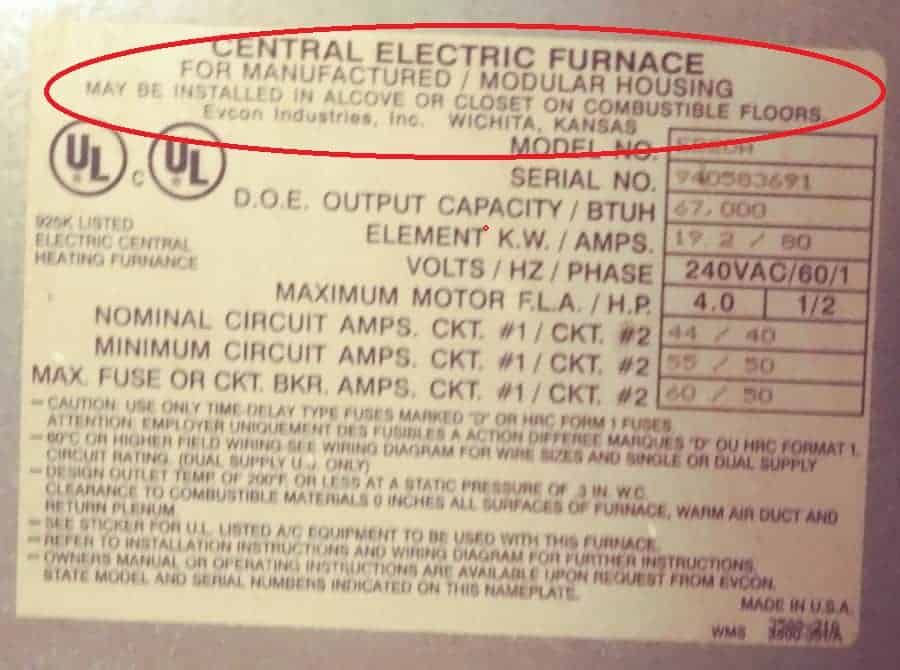 CENTRAL ELECTRIC FURNACE
FOR MANUFACTURED / MODULAR HOUSING
MAY BE INSTALLED IN ALCOVE OR CLOSET ON COMBUSTIBLE FLOORS.
Evcon Industries, Inc. WICHITA, KANSAS
UL C UL
MODEL NO.
SERIAL NO. 940583691
D.O.E. OUTPUT CAPACITY / BTUH 67,000
925K LISTED
ELECTRIC CENTRAL
HEATING FURNANCE
ELEMENT K.W. / AMPS. 19.2 / 80
VOLTS / HZ / PHASE 240VAC/60/1
MAXIMUM MOTOR F.L.A. / H.P. 4.0 1/2
NOMINAL CIRCUIT AMPS. CKT. #1 / CKT. #2 44 / 40
MINIMUM CIRCUIT AMPS. CKT. #1 / CKT. #2 55 / 50
MAX. FUSE OR CKT. BKR. AMPS. CKT. #1 / CKT. #2 60 / 50
– CAUTION: USE ONLY TIME-DELAY TYPE FUSES MARKED "D" OR HRC FORM 1 FUSES.
ATTENTION: EMPLOYER UNIQUEMENT DES FUSIBLES A ACTION DIFFEREE MARQUES "D" OU HRC FORMAT 1.
– 60°C OR HIGHER FIELD WIRING-SEE WIRING DIAGRAM FOR WIRE SIZES AND SINGLE OR DUAL SUPPLY
CIRCUIT RATING. (DUAL SUPPLY U.J. ONLY)
– DESIGN OUTLET TEMP OF 200°F. OR LESS AT A STATIC PRESSURE OF .3 IN. W.C.
CLEARANCE TO COMBUSTIBLE MATERIALS 0 INCHES ALL SURFACES OF FURNACE, WARM AIR DUCT AND
RETURN PLENUM.
– SEE STICKER FOR U.L. LISTED A/C EQUIPMENT TO BE USED WITH THIS FURNACE.
– REFER TO INSTALLATION INSTRUCTIONS AND WIRING DIAGRAM FOR FURTHER INSTRUCTIONS.
– OWNERS MANUAL OR OPERATING INSTRUCTIONS ARE AVAILABLE UPON REQUEST FROM EVCON.
STATE MODEL AND SERIAL NUMBERS INDICATED ON THIS NAMEPLATE.
MADE IN U.S.A.
WMS